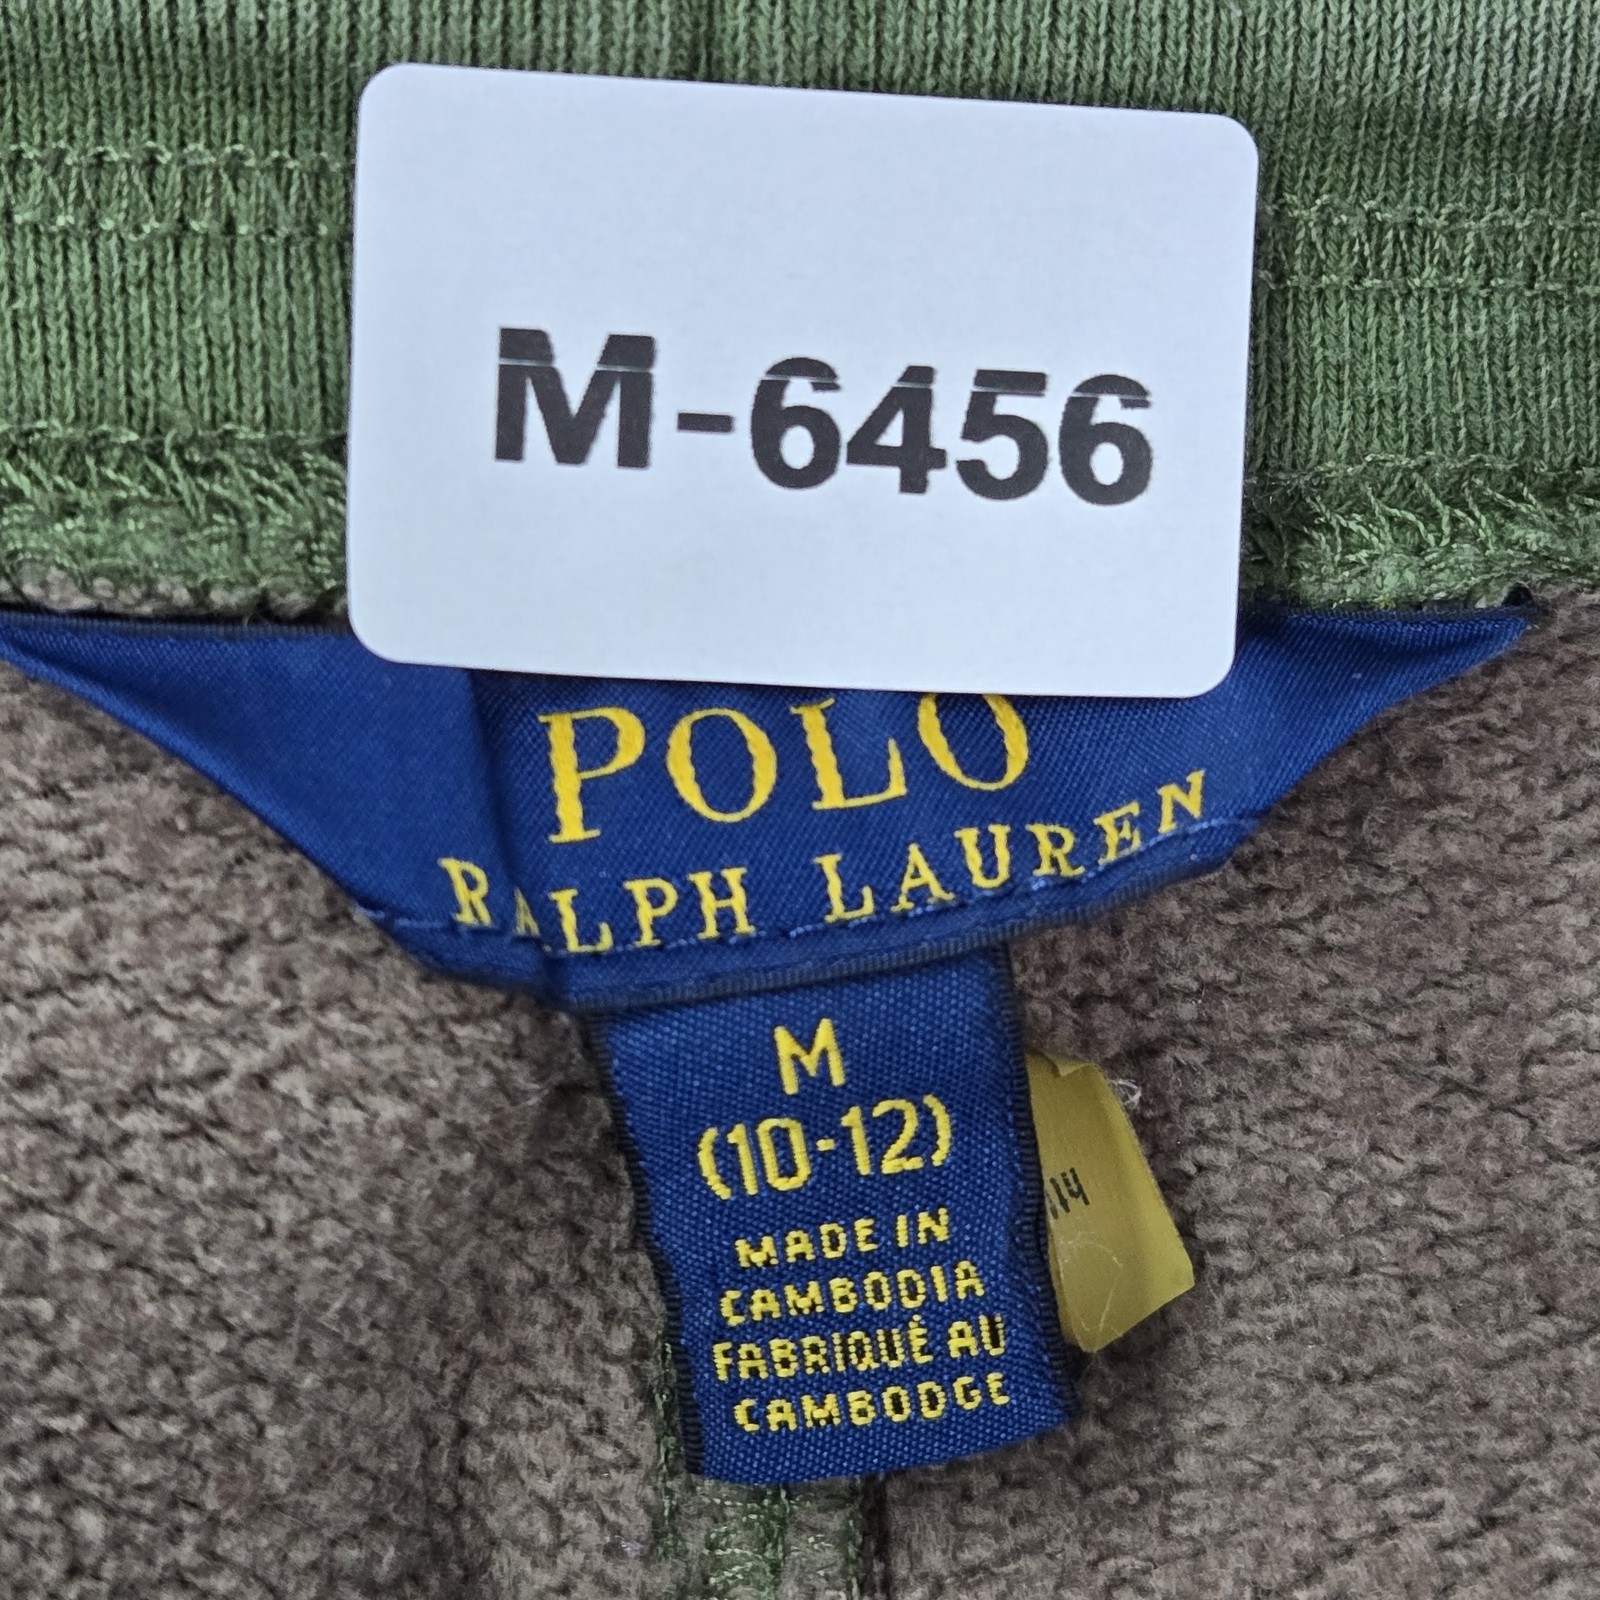 M-6456
POLO
RALPH LAUREN
M
(10-12)
MADE IN
CAMBODIA
FABRIQUÉ AU
CAMBODGE